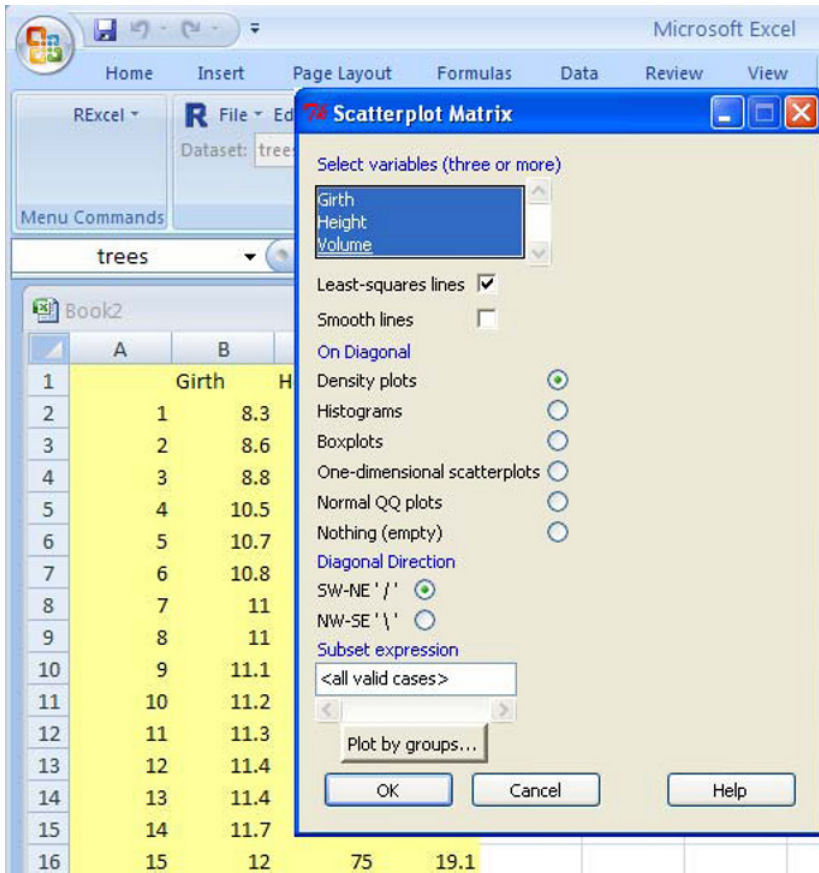 Microsoft Excel
Home Insert Page Layout Formulas Data Review View
RExcel
R File Ed
Dataset: trees
Menu Commands
trees
Scatterplot Matrix
Select variables (three or more)
Girth
Height
Volume
Least-squares lines
Smooth lines
On Diagonal
Density plots
Histograms
Boxplots
One-dimensional scatterplots
Normal QQ plots
Nothing (empty)
Diagonal Direction
SW-NE '/'
NW-SE '\'
Subset expression
<all valid cases>
Plot by groups...
OK Cancel Help
Book2
A B
1 Girth H
2 1 8.3
3 2 8.6
4 3 8.8
5 4 10.5
6 5 10.7
7 6 10.8
8 7 11
9 8 11
10 9 11.1
11 10 11.2
12 11 11.3
13 12 11.4
14 13 11.4
15 14 11.7
16 15 12 75 19.1